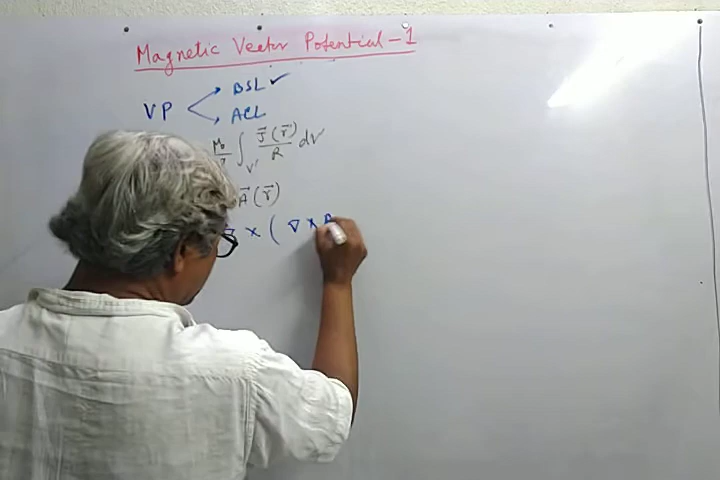 Magnetic Vector Potential - 1
BSL ✓
VP <
ACL
μ₀ ∫V' J⃗(r⃗')/R dV'
A⃗(r⃗)
× ( ∇ × A